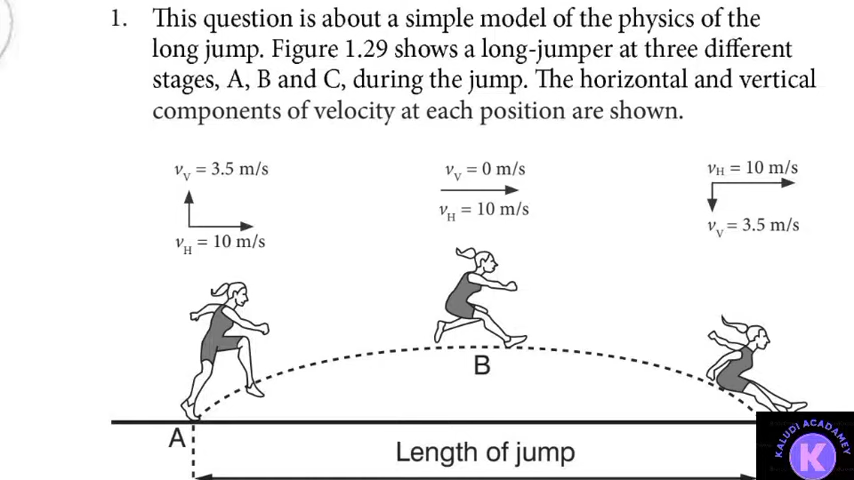 1. This question is about a simple model of the physics of the
long jump. Figure 1.29 shows a long-jumper at three different
stages, A, B and C, during the jump. The horizontal and vertical
components of velocity at each position are shown.
vV = 3.5 m/s
vH = 10 m/s
vV = 0 m/s
vH = 10 m/s
vH = 10 m/s
vV = 3.5 m/s
A
B
Length of jump
KALUDI ACADAMEY
K